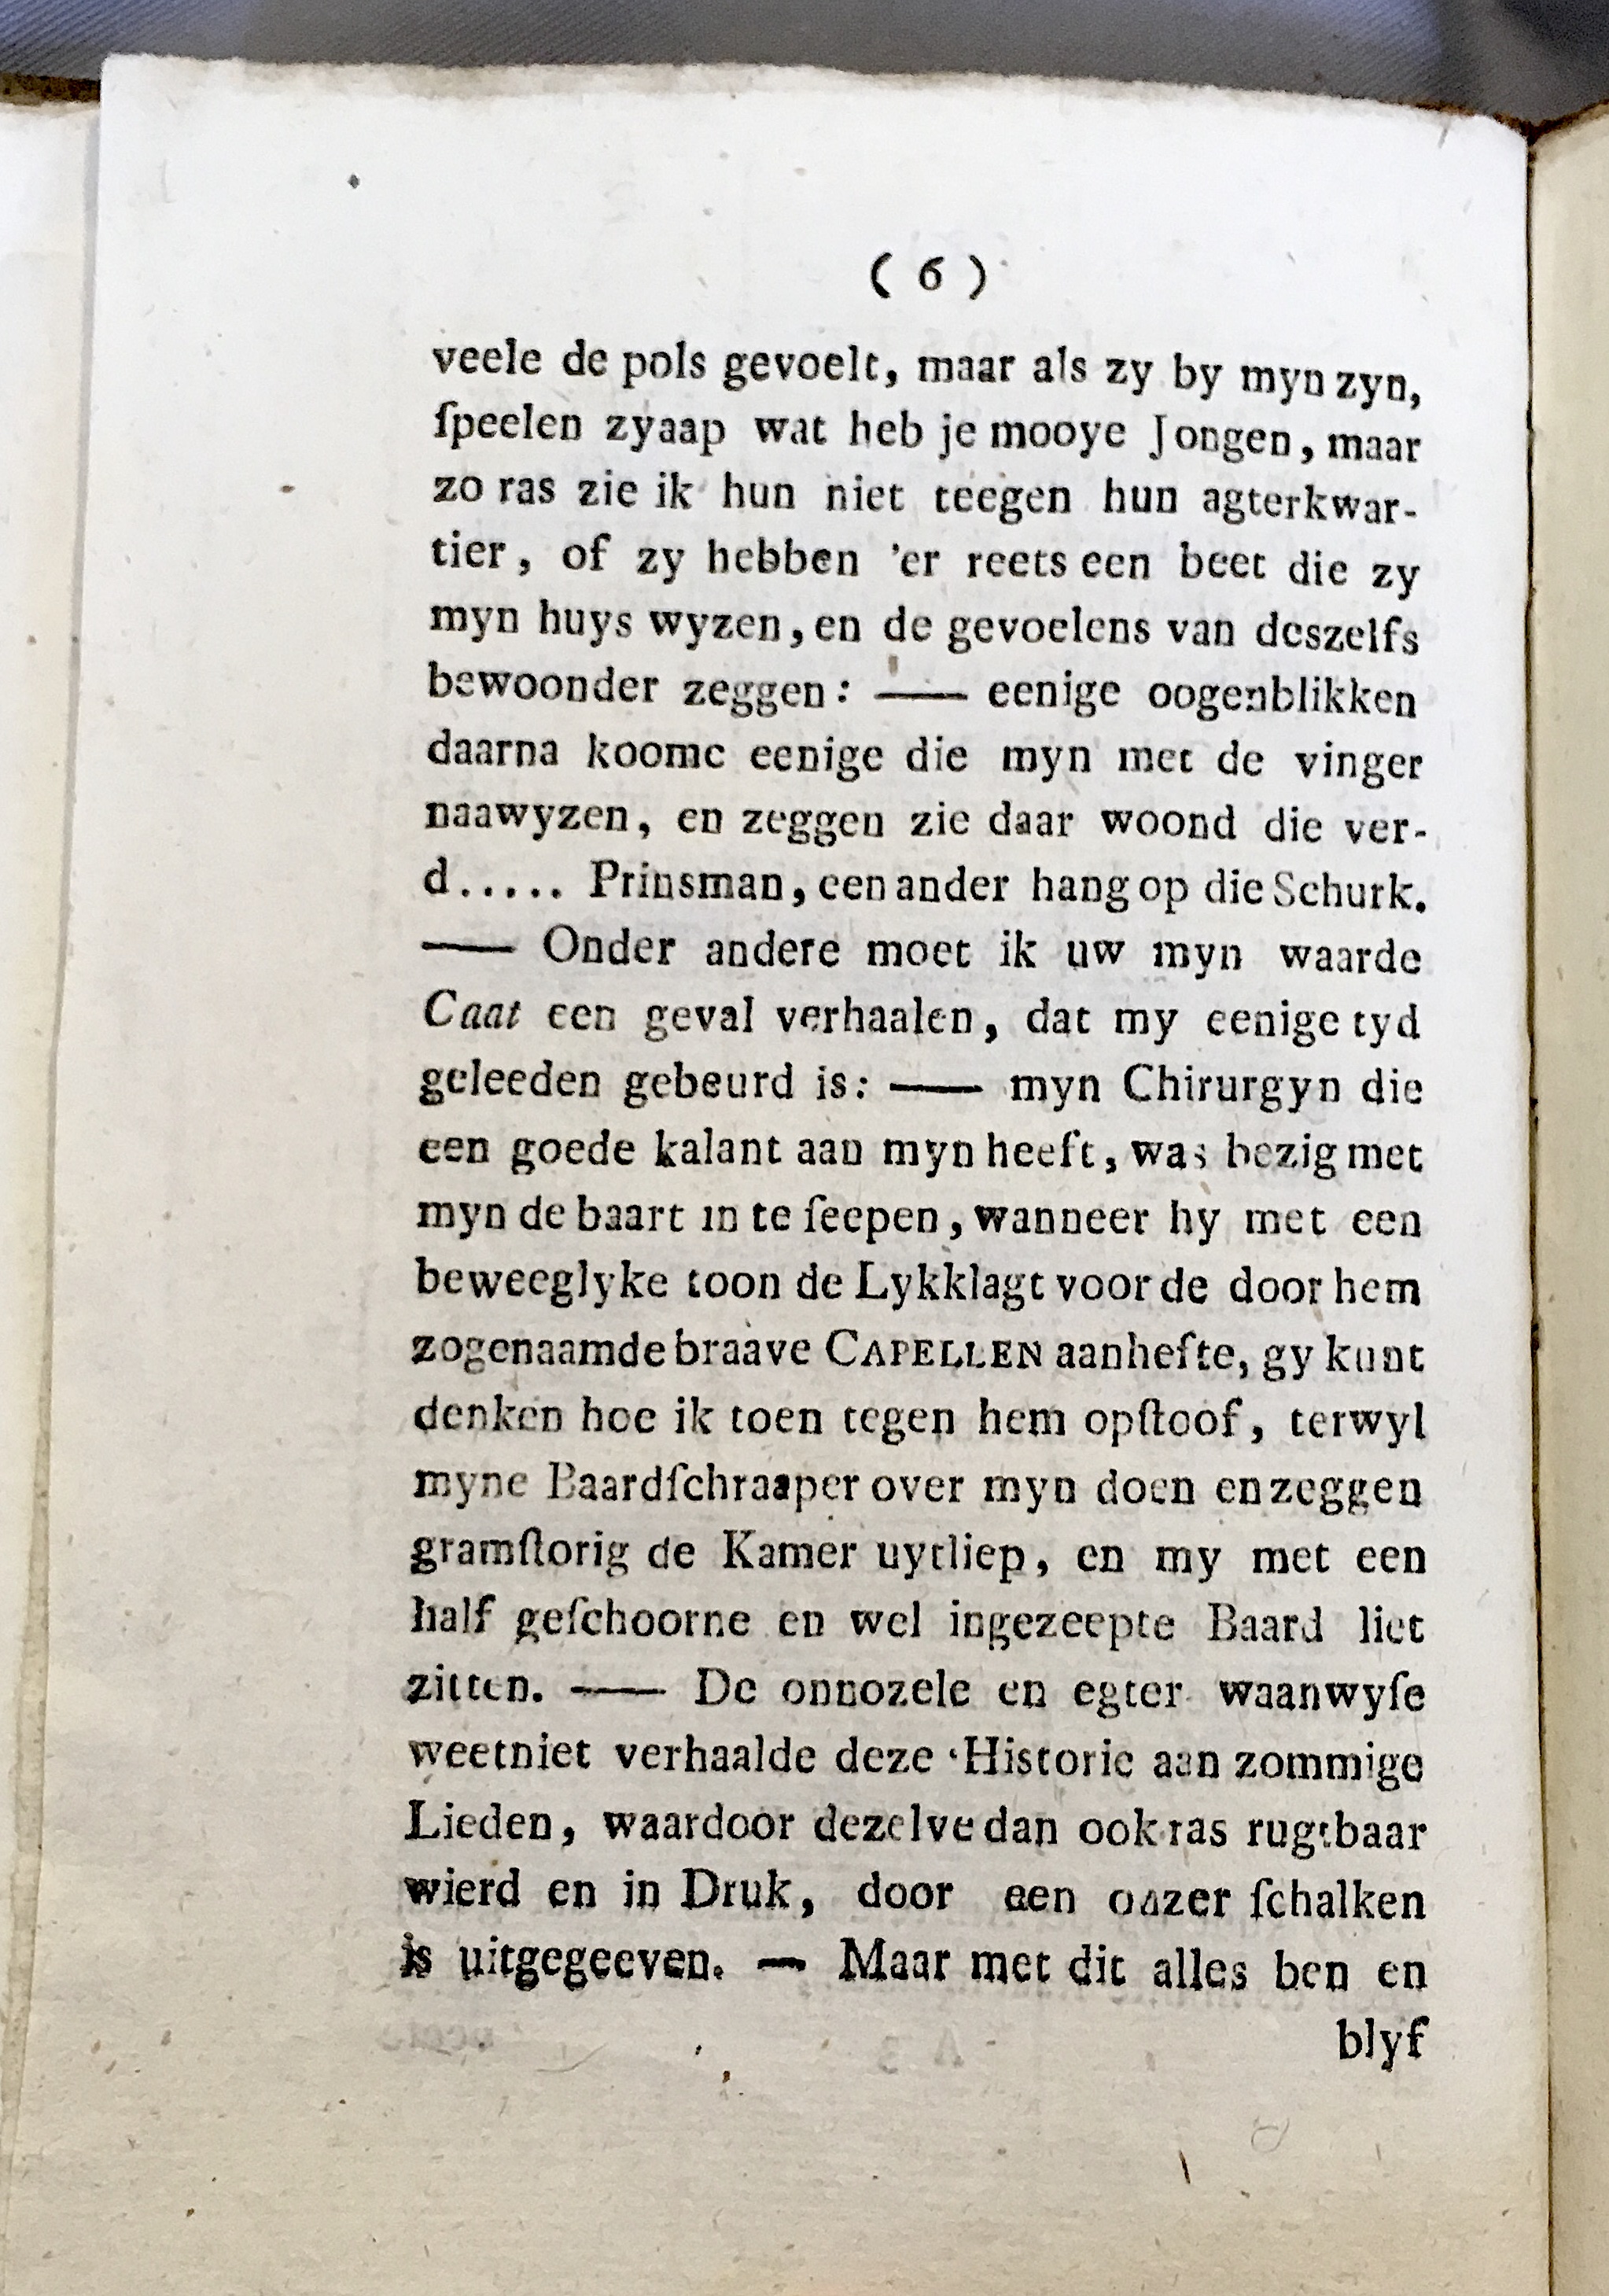 ( 6 )
veele de pols gevoelt, maar als zy by myn zyn,
ſpeelen zyaap wat heb je mooye Jongen, maar
zo ras zie ik hun niet teegen hun agterkwar-
tier, of zy hebben 'er reets een beet die zy
myn huys wyzen, en de gevoelens van deszelfs
bewoonder zeggen: —— eenige oogenblikken
daarna koomt eenige die myn met de vinger
naawyzen, en zeggen zie daar woond die ver-
d..... Prinsman, een ander hang op die Schurk.
—— Onder andere moet ik uw myn waarde
Caat een geval verhaalen, dat my eenige tyd
geleeden gebeurd is: —— myn Chirurgyn die
een goede kalant aan myn heeft, was bezig met
myn de baart in te ſeepen, wanneer hy met een
beweeglyke toon de Lykklagt voor de door hem
zogenaamde braave CAPELLEN aanhefte, gy kunt
denken hoe ik toen tegen hem opſtoof, terwyl
myne Baardſchraaper over myn doen en zeggen
gramſtorig de Kamer uytliep, en my met een
half geſchoorne en wel ingezeepte Baard liet
zitten. —— De onnozele en egter waanwyſe
weetniet verhaalde deze Historie aan zommige
Lieden, waardoor dezelve dan ook ras rugtbaar
wierd en in Druk, door een onzer ſchalken
is uitgegeeven. — Maar met dit alles ben en
blyf